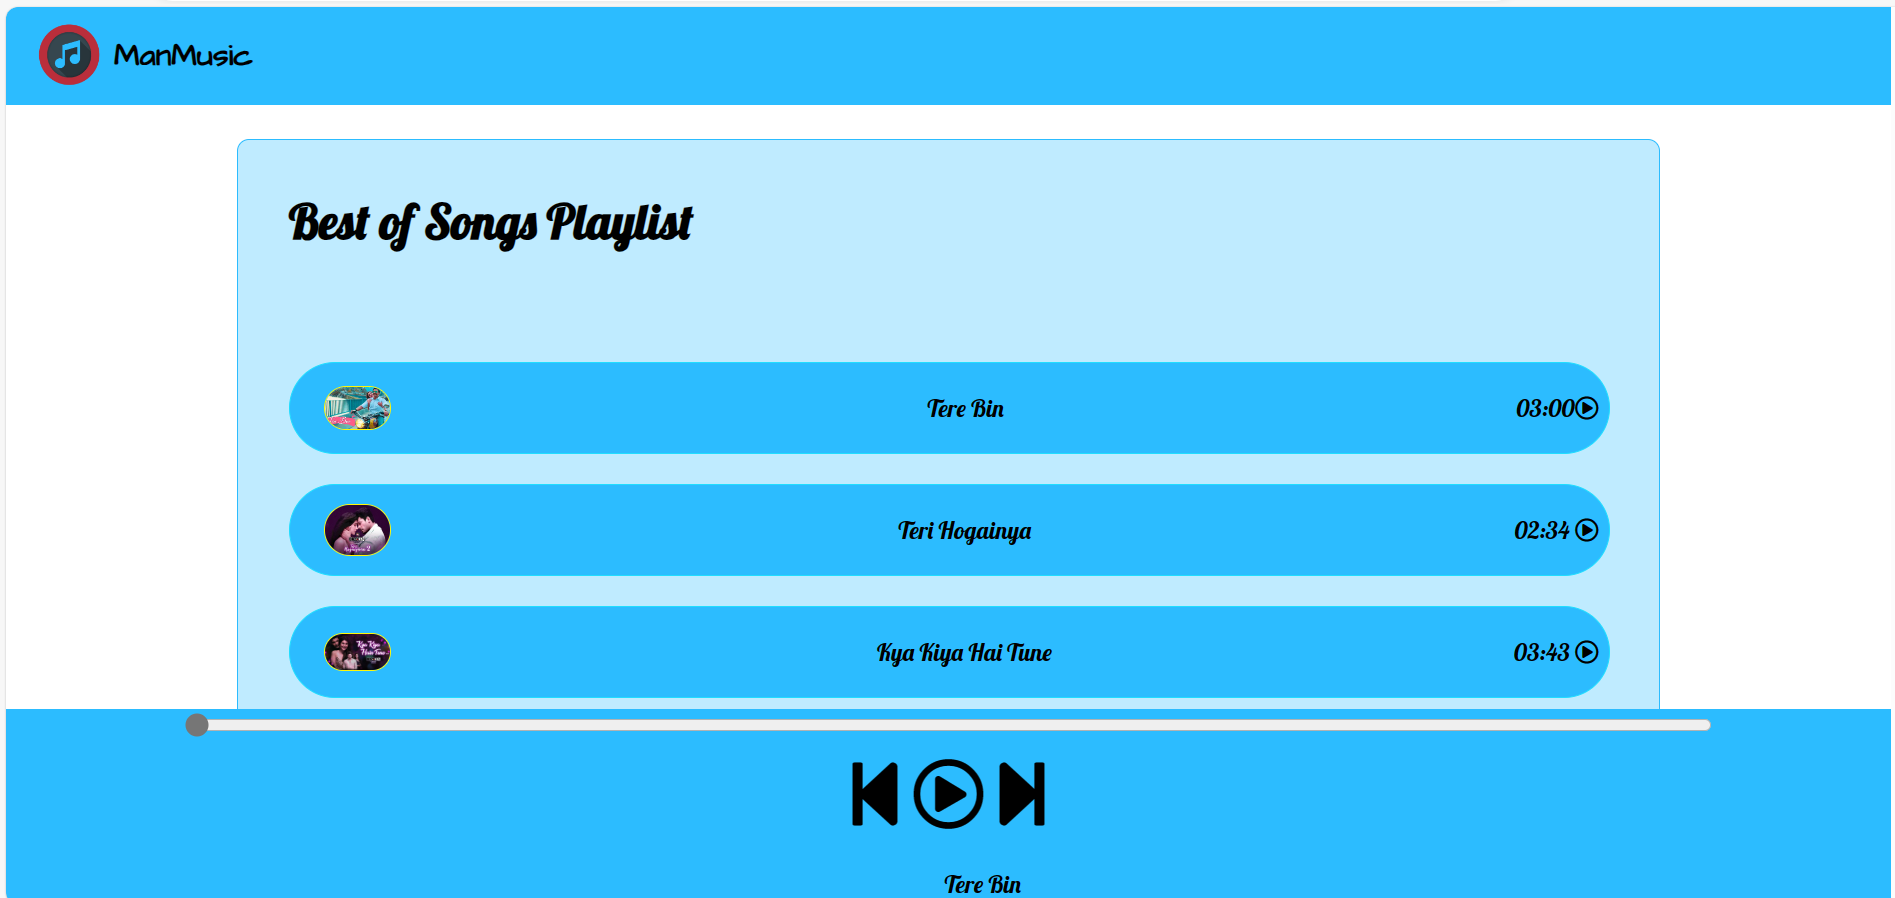 ManMusic
Best of Songs Playlist
Tere Bin 03:00
Teri Hogainya 02:34
Kya Kiya Hai Tune 03:43
Tere Bin